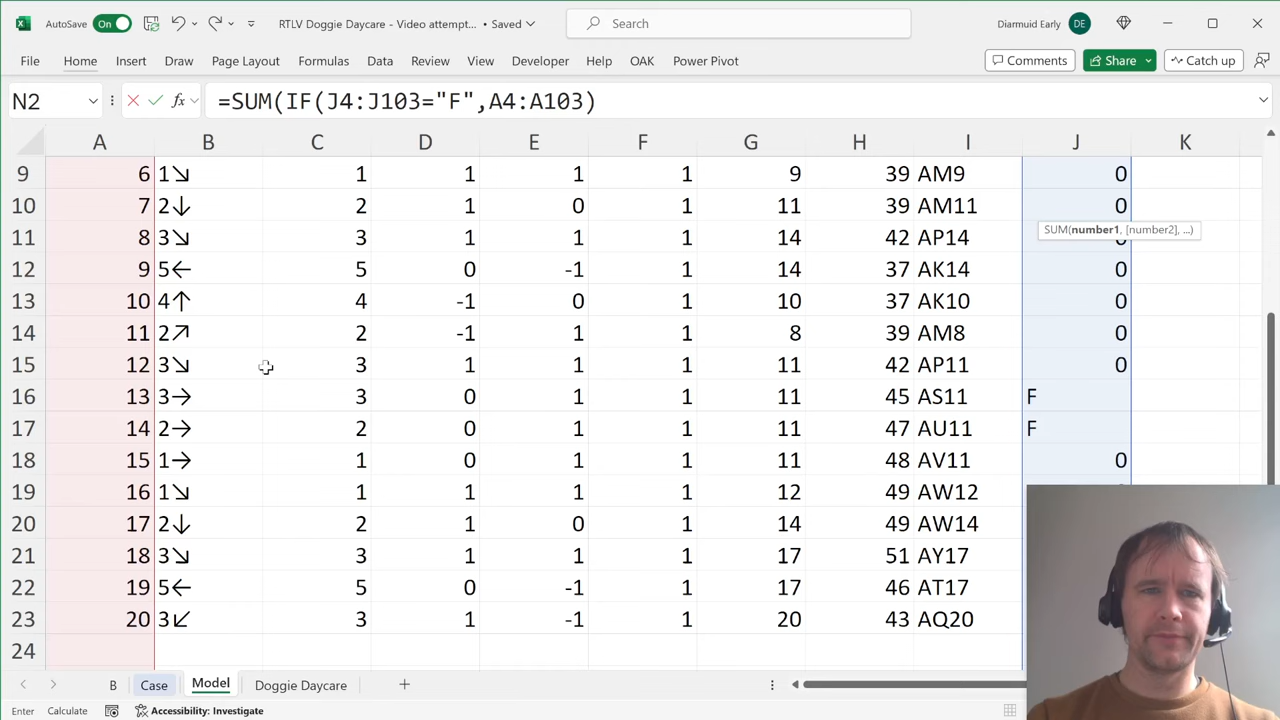 AutoSave On RTLV Doggie Daycare - Video attempt... • Saved Search Diarmuid Early DE
File Home Insert Draw Page Layout Formulas Data Review View Developer Help OAK Power Pivot Comments Share Catch up
N2 fx =SUM(IF(J4:J103="F",A4:A103)
A B C D E F G H I J K
9 6 1↘ 1 1 1 1 9 39 AM9 0
10 7 2↓ 2 1 0 1 11 39 AM11 0
SUM(number1, [number2], ...)
11 8 3↘ 3 1 1 1 14 42 AP14 0
12 9 5← 5 0 -1 1 14 37 AK14 0
13 10 4↑ 4 -1 0 1 10 37 AK10 0
14 11 2↗ 2 -1 1 1 8 39 AM8 0
15 12 3↘ 3 1 1 1 11 42 AP11 0
16 13 3→ 3 0 1 1 11 45 AS11 F
17 14 2→ 2 0 1 1 11 47 AU11 F
18 15 1→ 1 0 1 1 11 48 AV11 0
19 16 1↘ 1 1 1 1 12 49 AW12
20 17 2↓ 2 1 0 1 14 49 AW14
21 18 3↘ 3 1 1 1 17 51 AY17
22 19 5← 5 0 -1 1 17 46 AT17
23 20 3↙ 3 1 -1 1 20 43 AQ20
24
B Case Model Doggie Daycare
Enter Calculate Accessibility: Investigate